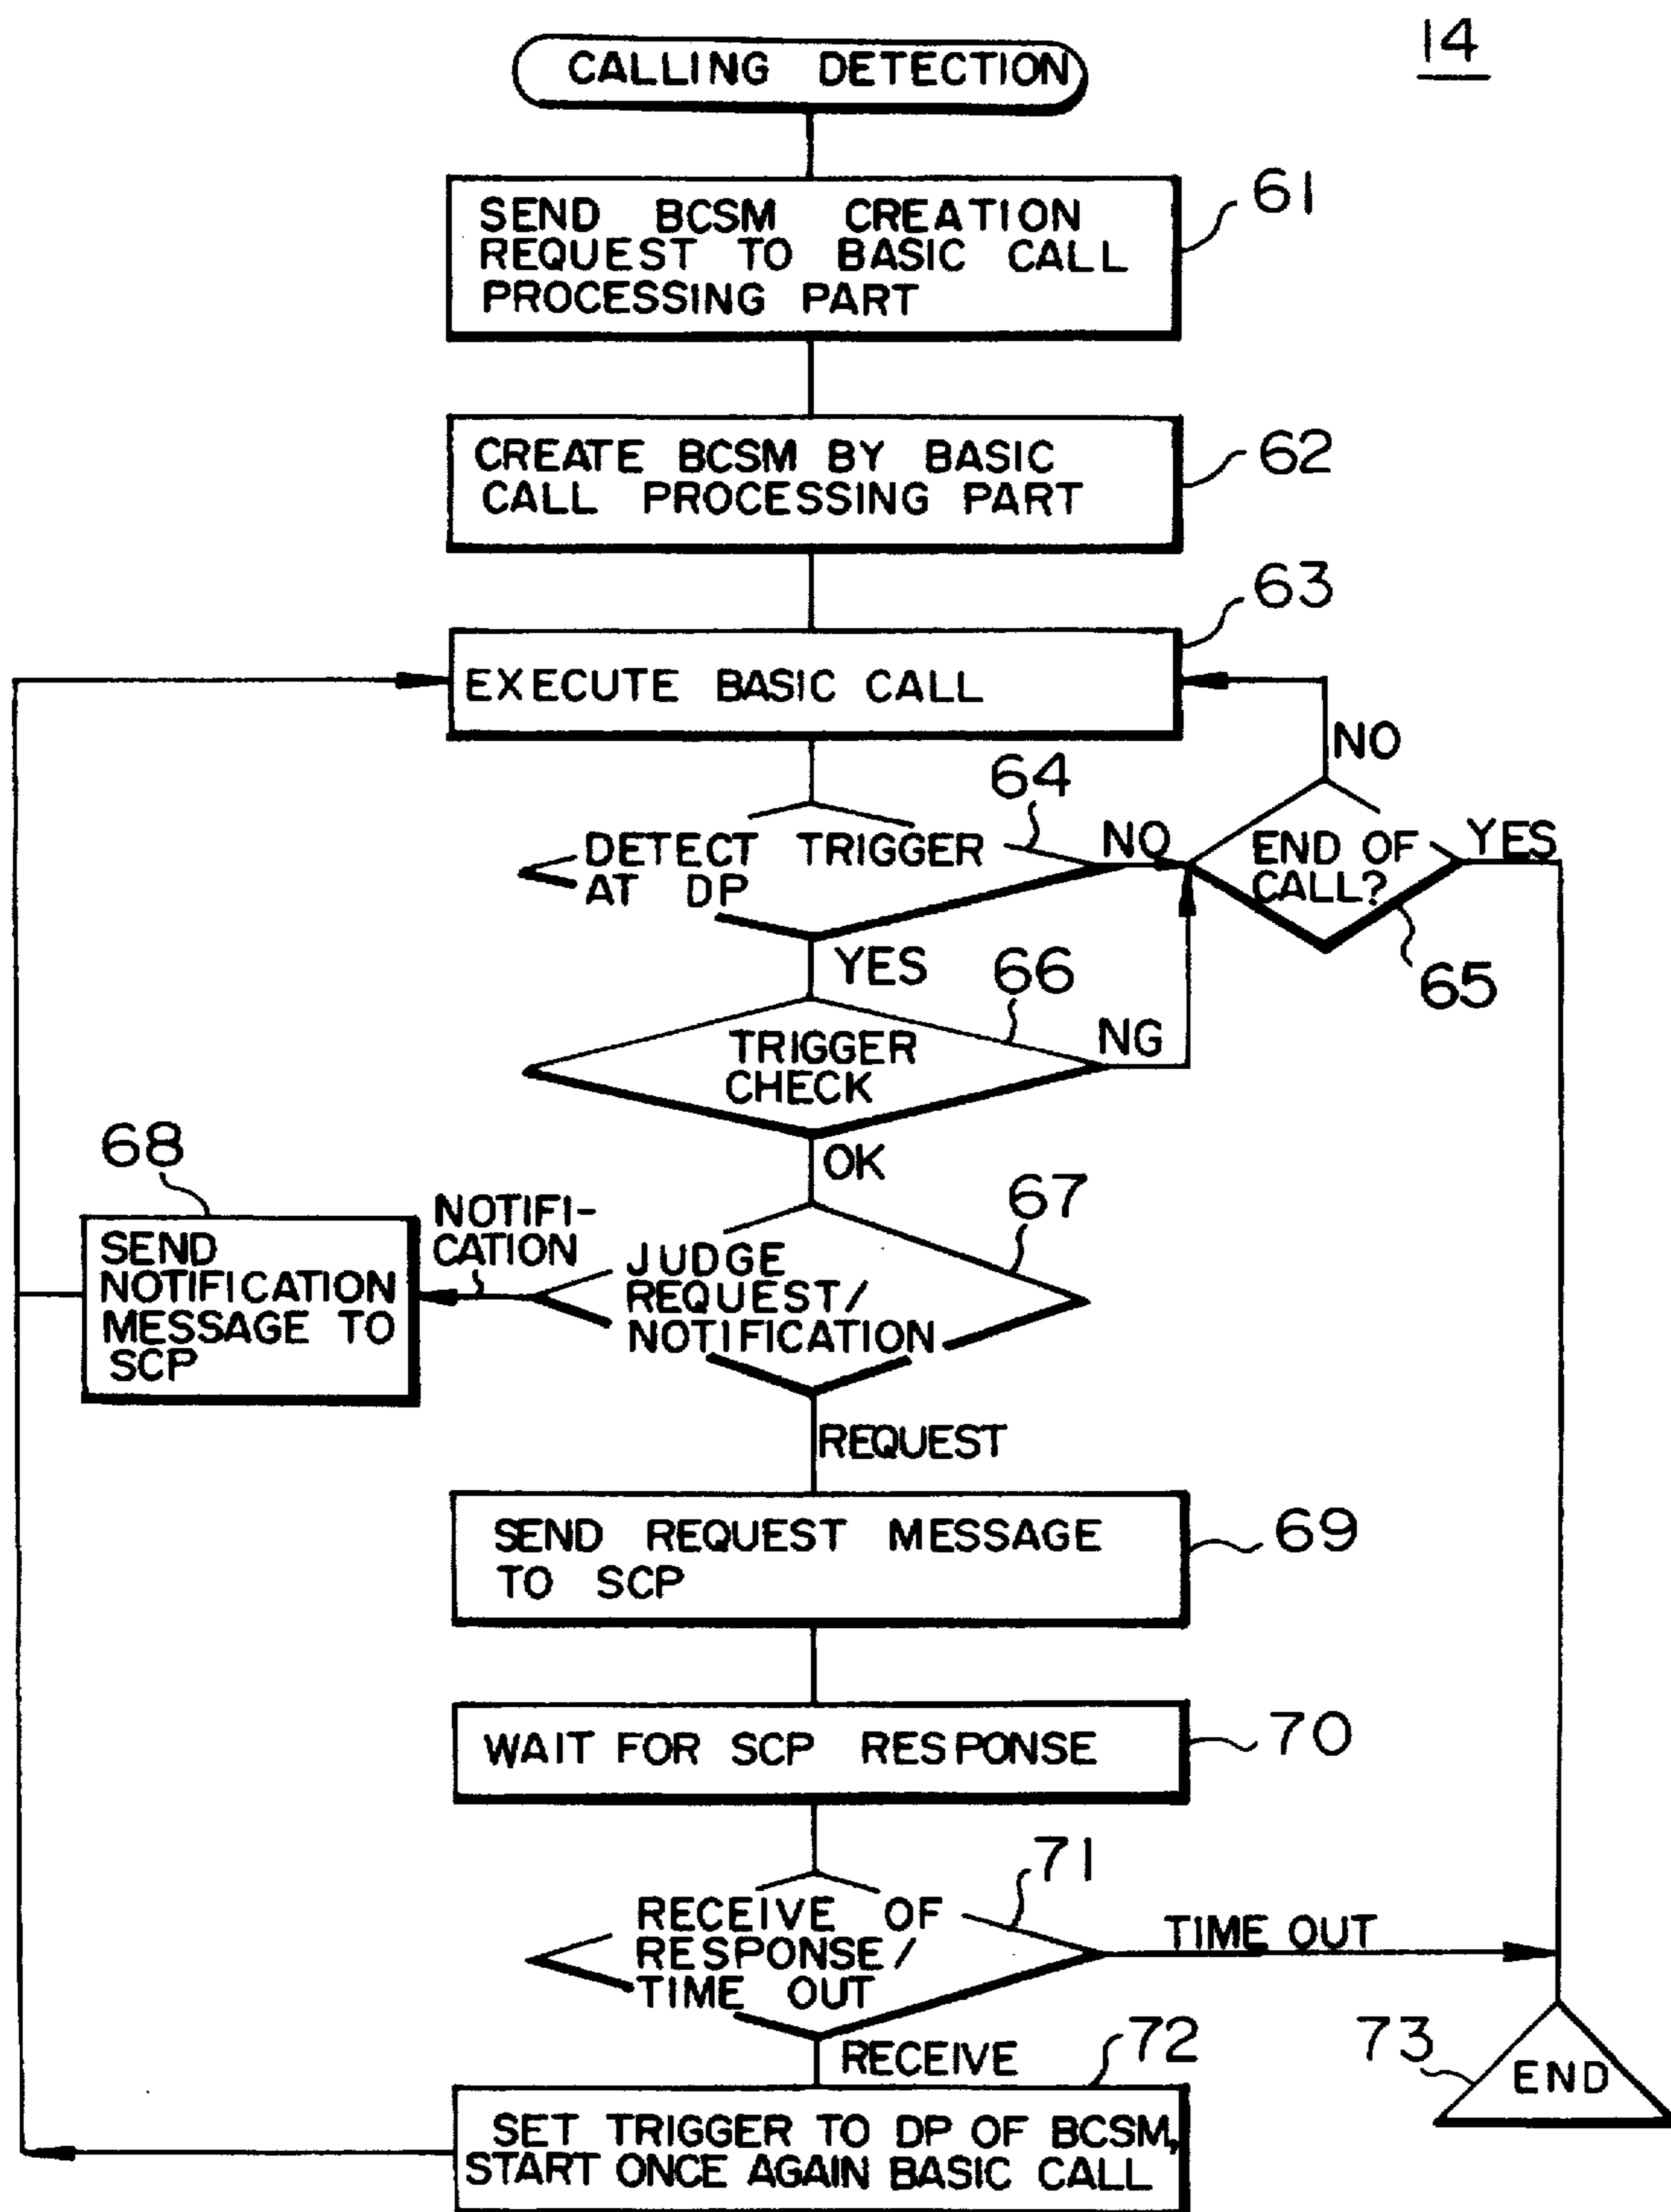 14
CALLING DETECTION
61
SEND BCSM CREATION
REQUEST TO BASIC CALL
PROCESSING PART
62
CREATE BCSM BY BASIC
CALL PROCESSING PART
63
EXECUTE BASIC CALL
NO
64
DETECT TRIGGER
AT DP
NO
END OF
CALL?
YES
65
YES
66
TRIGGER
CHECK
NG
OK
67
JUDGE
REQUEST/
NOTIFICATION
NOTIFI-
CATION
68
SEND
NOTIFICATION
MESSAGE TO
SCP
REQUEST
69
SEND REQUEST MESSAGE
TO SCP
70
WAIT FOR SCP RESPONSE
71
RECEIVE OF
RESPONSE/
TIME OUT
TIME OUT
RECEIVE
72
73
END
SET TRIGGER TO DP OF BCSM,
START ONCE AGAIN BASIC CALL